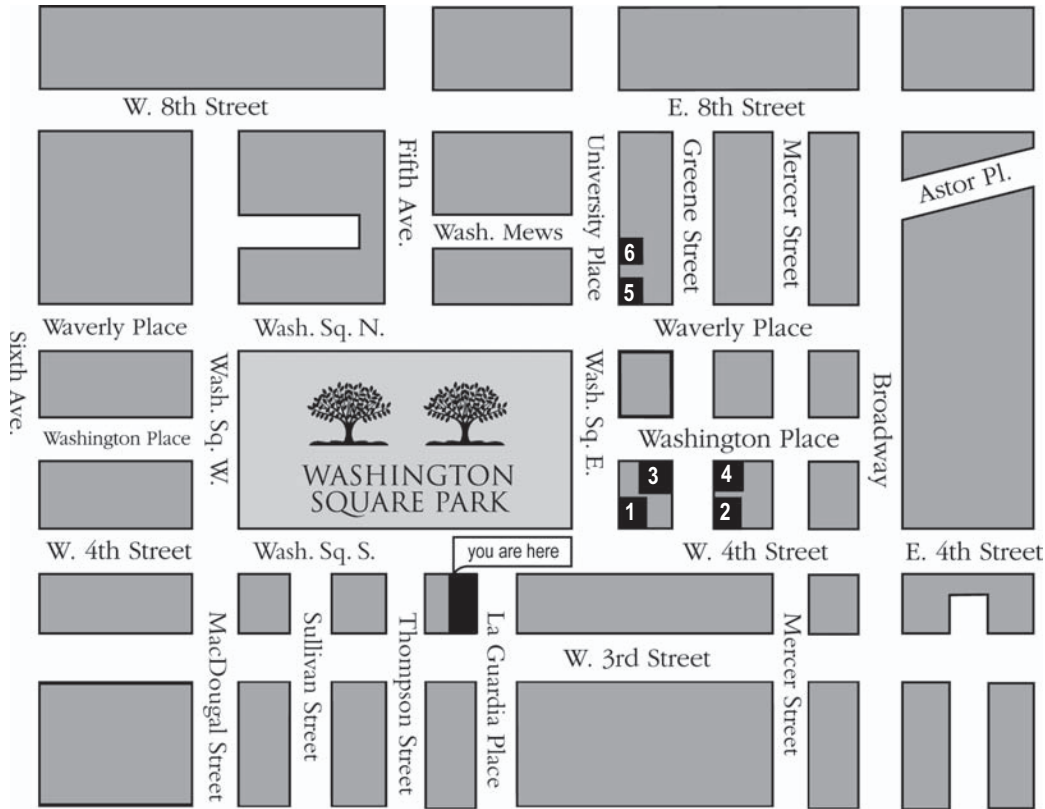 W. 8th Street
E. 8th Street
Fifth Ave.
University Place
Greene Street
Mercer Street
Astor Pl.
Wash. Mews
6
5
Sixth Ave.
Waverly Place
Wash. Sq. N.
Waverly Place
Wash. Sq. W.
Wash. Sq. E.
Broadway
Washington Place
Washington Place
WASHINGTON
SQUARE PARK
3
4
1
2
W. 4th Street
Wash. Sq. S.
you are here
W. 4th Street
E. 4th Street
MacDougal Street
Sullivan Street
Thompson Street
La Guardia Place
W. 3rd Street
Mercer Street